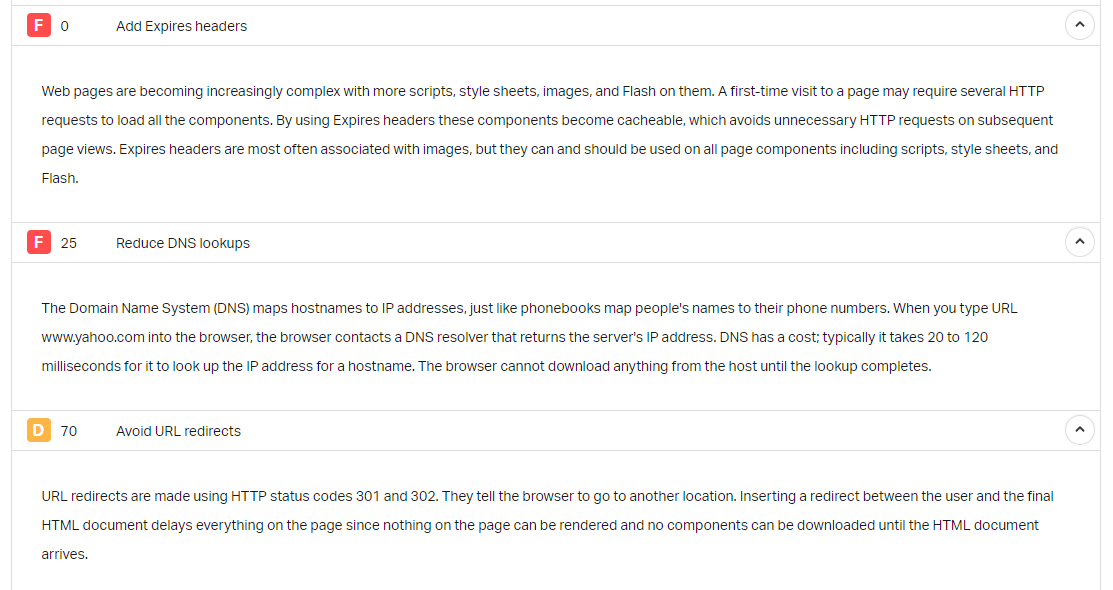 F 0 Add Expires headers
Web pages are becoming increasingly complex with more scripts, style sheets, images, and Flash on them. A first-time visit to a page may require several HTTP
requests to load all the components. By using Expires headers these components become cacheable, which avoids unnecessary HTTP requests on subsequent
page views. Expires headers are most often associated with images, but they can and should be used on all page components including scripts, style sheets, and
Flash.
F 25 Reduce DNS lookups
The Domain Name System (DNS) maps hostnames to IP addresses, just like phonebooks map people's names to their phone numbers. When you type URL
www.yahoo.com into the browser, the browser contacts a DNS resolver that returns the server's IP address. DNS has a cost; typically it takes 20 to 120
milliseconds for it to look up the IP address for a hostname. The browser cannot download anything from the host until the lookup completes.
D 70 Avoid URL redirects
URL redirects are made using HTTP status codes 301 and 302. They tell the browser to go to another location. Inserting a redirect between the user and the final
HTML document delays everything on the page since nothing on the page can be rendered and no components can be downloaded until the HTML document
arrives.